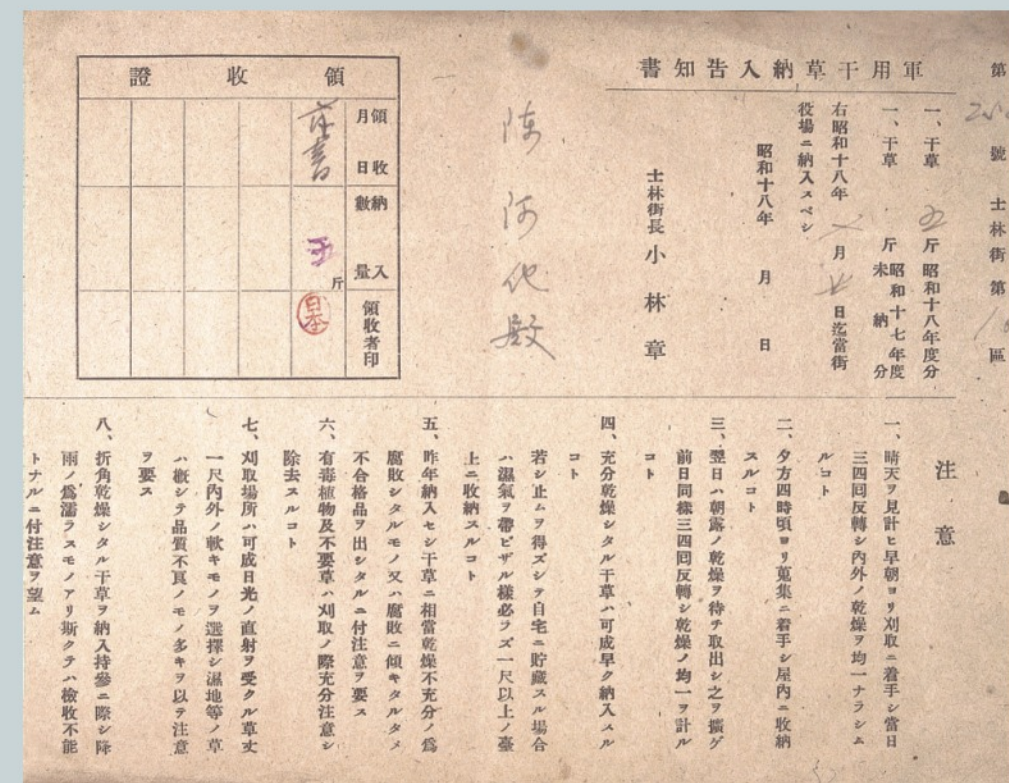 第 號 士林街第 區
軍用干草納入告知書
一、干草 五斤 昭和十八年度分
一、干草 斤 昭和十七年度未納分
右昭和十八年 月 日迄當街
役場ニ納入スベシ
昭和十八年 月 日
士林街長 小林章
陳阿他殿
領收證
領收月日
納入數量
領收者印
五斤
注意
一、晴天ヲ見計ヒ早朝ヨリ刈取ニ着手シ當日
三四回反轉シ內外ノ乾燥ヲ均一ナラシム
ルコト
二、夕方四時頃ヨリ蒐集ニ着手シ屋內ニ收納
スルコト
三、翌日ハ朝露ノ乾燥ヲ待チ取出シ之ヲ擴ゲ
前日同樣三四回反轉シ乾燥ノ均一ヲ計ル
コト
四、充分乾燥シタル干草ハ可成早ク納入スル
コト
若シ止ムヲ得ズシテ自宅ニ貯藏スル場合
ハ濕氣ヲ帶ビザル樣必ラズ一尺以上ノ臺
上ニ收納スルコト
五、昨年納入セシ干草ニ相當乾燥不充分ノ爲
腐敗シタルモノ又ハ腐敗ニ傾キタルタメ
不合格品ヲ出シタルニ付注意ヲ要ス
六、有毒植物及不要草ハ刈取ノ際充分注意シ
除去スルコト
七、刈取場所ハ可成日光ノ直射ヲ受クル草丈
一尺內外ノ軟キモノヲ選擇シ濕地等ノ草
ハ槪シテ品質不良ノモノ多キヲ以テ注意
ヲ要ス
八、折角乾燥シタル干草ヲ納入持參ニ際シ降
雨ノ爲濡ラスモノアリ斯クテハ檢收不能
トナルニ付注意ヲ望ム